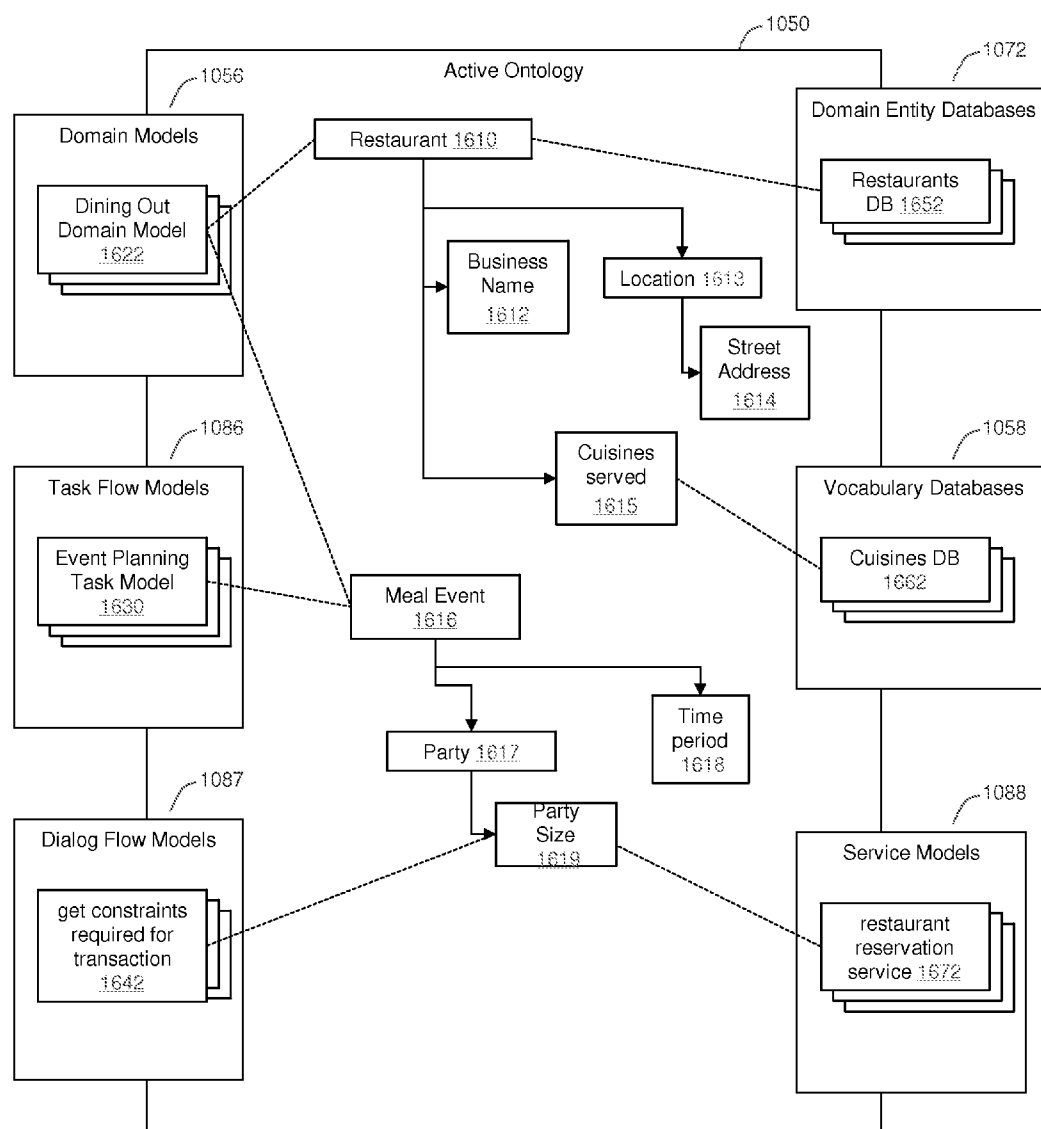 1050
1056
1072
Active Ontology
Domain Models
Domain Entity Databases
Restaurant 1610
Dining Out
Domain Model
1622
Restaurants
DB 1652
Business
Name
1612
Location 1613
Street
Address
1614
1086
1058
Cuisines
served
1615
Task Flow Models
Vocabulary Databases
Event Planning
Task Model
1630
Cuisines DB
1662
Meal Event
1616
Time
period
1618
Party 1617
1087
1088
Party
Size
1619
Dialog Flow Models
Service Models
get constraints
required for
transaction
1642
restaurant
reservation
service 1672